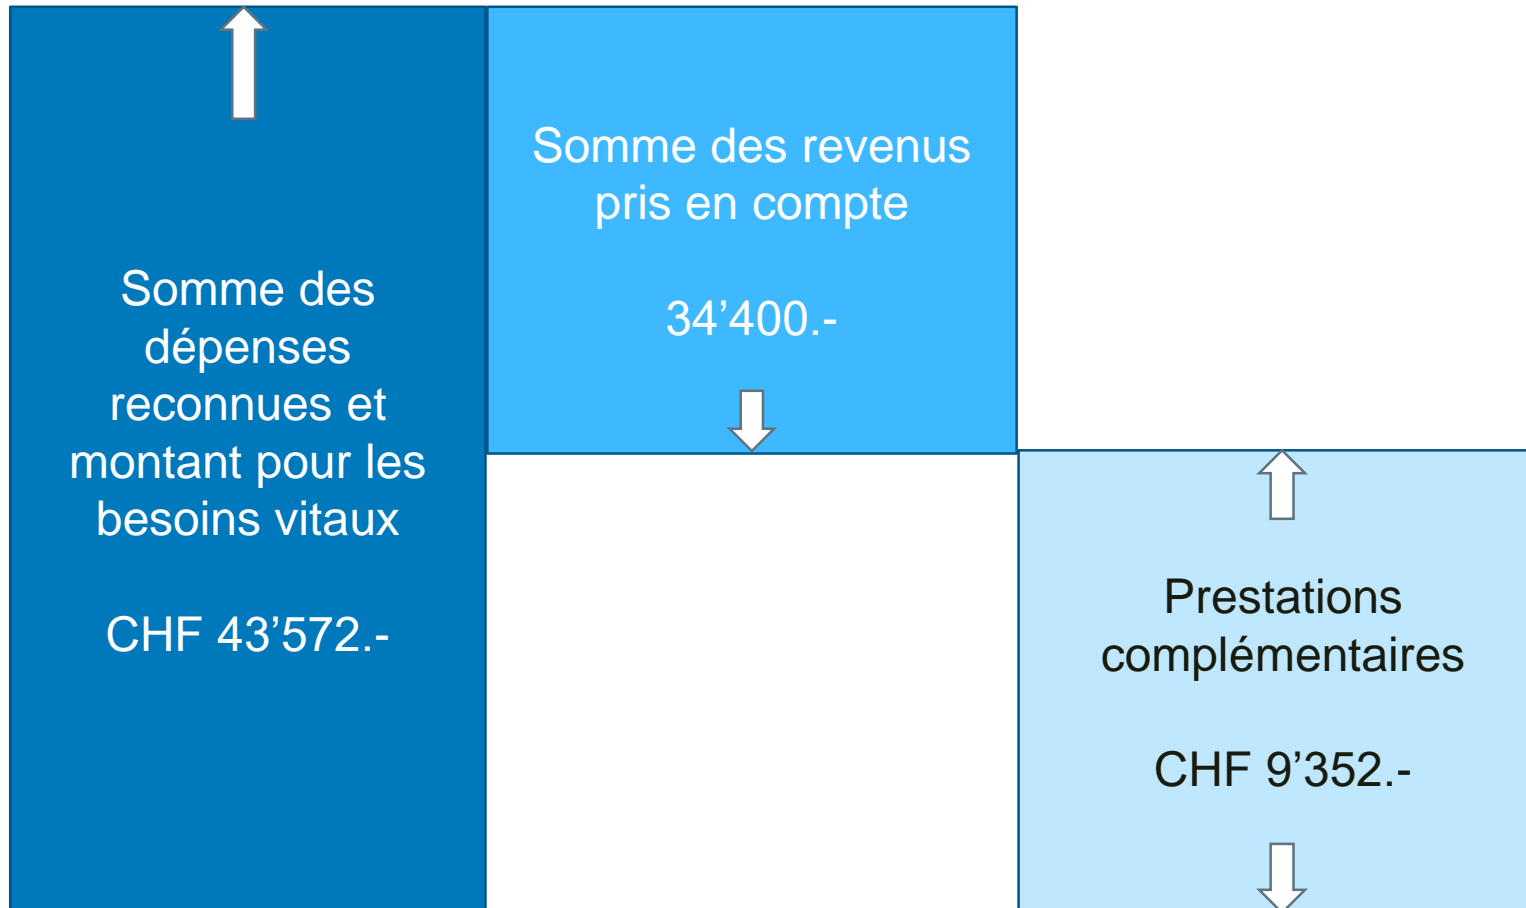 Somme des
dépenses
reconnues et
montant pour les
besoins vitaux
CHF 43’572.-
Somme des revenus
pris en compte
34’400.-
Prestations
complémentaires
CHF 9’352.-